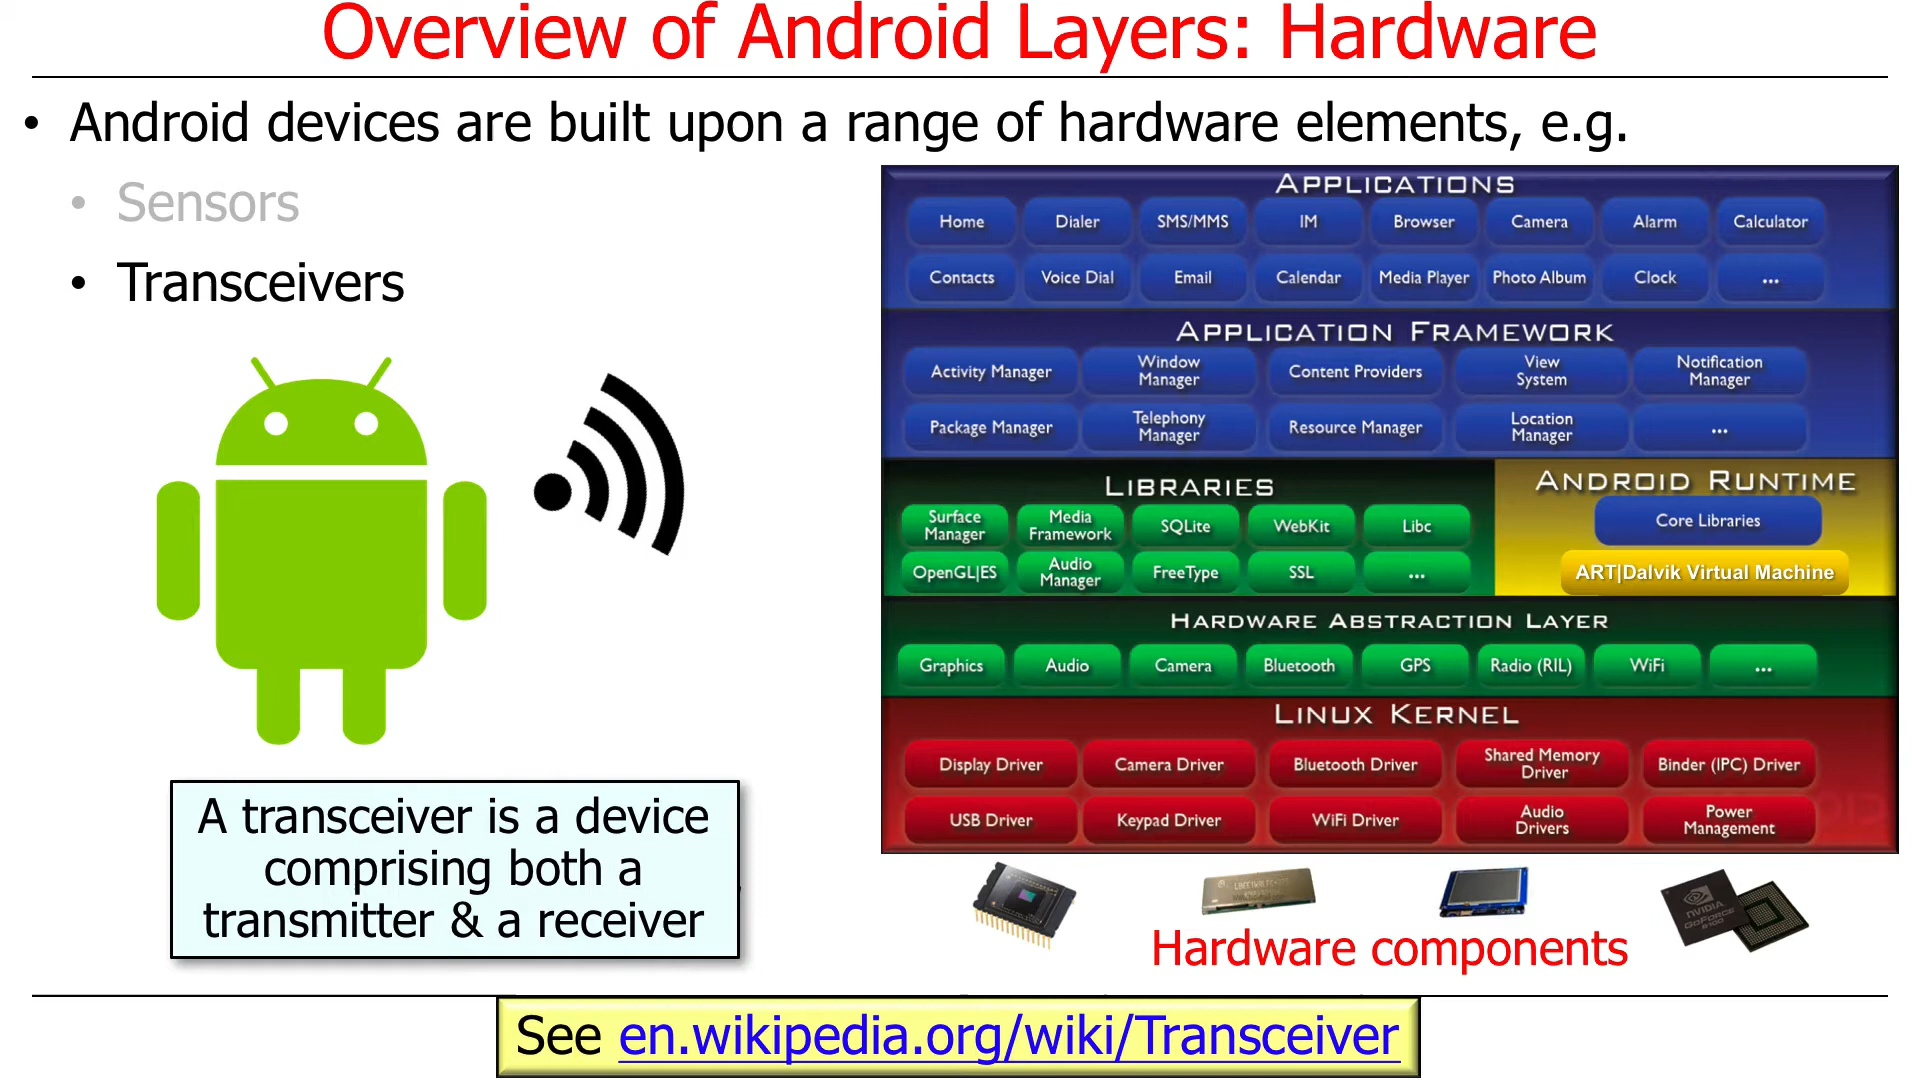 Overview of Android Layers: Hardware
• Android devices are built upon a range of hardware elements, e.g.
• Sensors
• Transceivers
A transceiver is a device
comprising both a
transmitter & a receiver
APPLICATIONS
Home Dialer SMS/MMS IM Browser Camera Alarm Calculator
Contacts Voice Dial Email Calendar Media Player Photo Album Clock ...
APPLICATION FRAMEWORK
Activity Manager Window Manager Content Providers View System Notification Manager
Package Manager Telephony Manager Resource Manager Location Manager ...
LIBRARIES
Surface Manager Media Framework SQLite WebKit Libc
OpenGL|ES Audio Manager FreeType SSL ...
ANDROID RUNTIME
Core Libraries
ART|Dalvik Virtual Machine
HARDWARE ABSTRACTION LAYER
Graphics Audio Camera Bluetooth GPS Radio (RIL) WiFi ...
LINUX KERNEL
Display Driver Camera Driver Bluetooth Driver Shared Memory Driver Binder (IPC) Driver
USB Driver Keypad Driver WiFi Driver Audio Drivers Power Management
NVIDIA
GEFORCE
Hardware components
See en.wikipedia.org/wiki/Transceiver